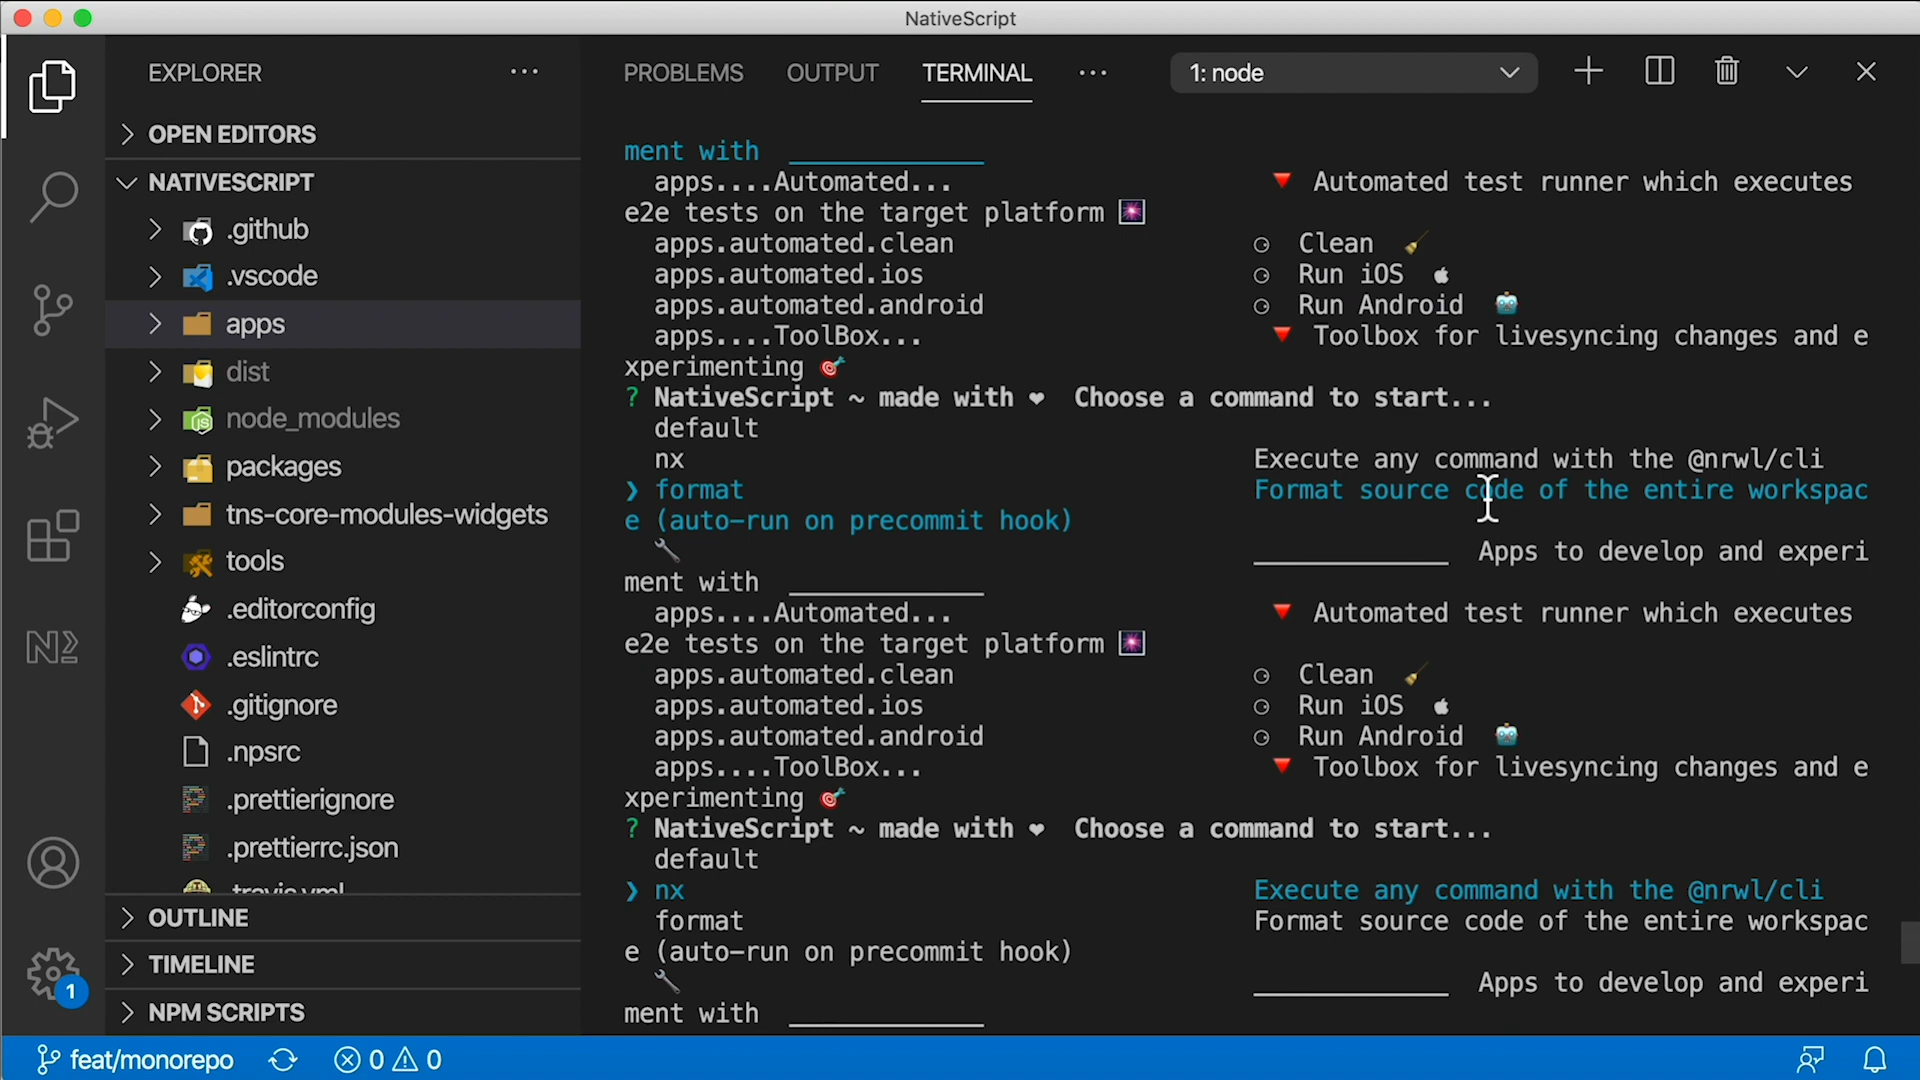 NativeScript
EXPLORER
OPEN EDITORS
NATIVESCRIPT
.github
.vscode
apps
dist
node_modules
packages
tns-core-modules-widgets
tools
.editorconfig
.eslintrc
.gitignore
.npsrc
.prettierignore
.prettierrc.json
.travis.yml
OUTLINE
TIMELINE
NPM SCRIPTS
1
PROBLEMS OUTPUT TERMINAL ... 1: node
ment with _____________
apps....Automated... 🔻 Automated test runner which executes
e2e tests on the target platform 🎆
apps.automated.clean ⚆ Clean 🧹
apps.automated.ios ⚆ Run iOS 
apps.automated.android ⚆ Run Android 🤖
apps....ToolBox... 🔻 Toolbox for livesyncing changes and e
xperimenting 🎯
? NativeScript ~ made with ❤ Choose a command to start...
default
nx Execute any command with the @nrwl/cli
❯ format Format source code of the entire workspac
e (auto-run on precommit hook)
🔧 _____________ Apps to develop and experi
ment with _____________
apps....Automated... 🔻 Automated test runner which executes
e2e tests on the target platform 🎆
apps.automated.clean ⚆ Clean 🧹
apps.automated.ios ⚆ Run iOS 
apps.automated.android ⚆ Run Android 🤖
apps....ToolBox... 🔻 Toolbox for livesyncing changes and e
xperimenting 🎯
? NativeScript ~ made with ❤ Choose a command to start...
default
❯ nx Execute any command with the @nrwl/cli
format Format source code of the entire workspac
e (auto-run on precommit hook)
🔧 _____________ Apps to develop and experi
ment with _____________
feat/monorepo 0 0